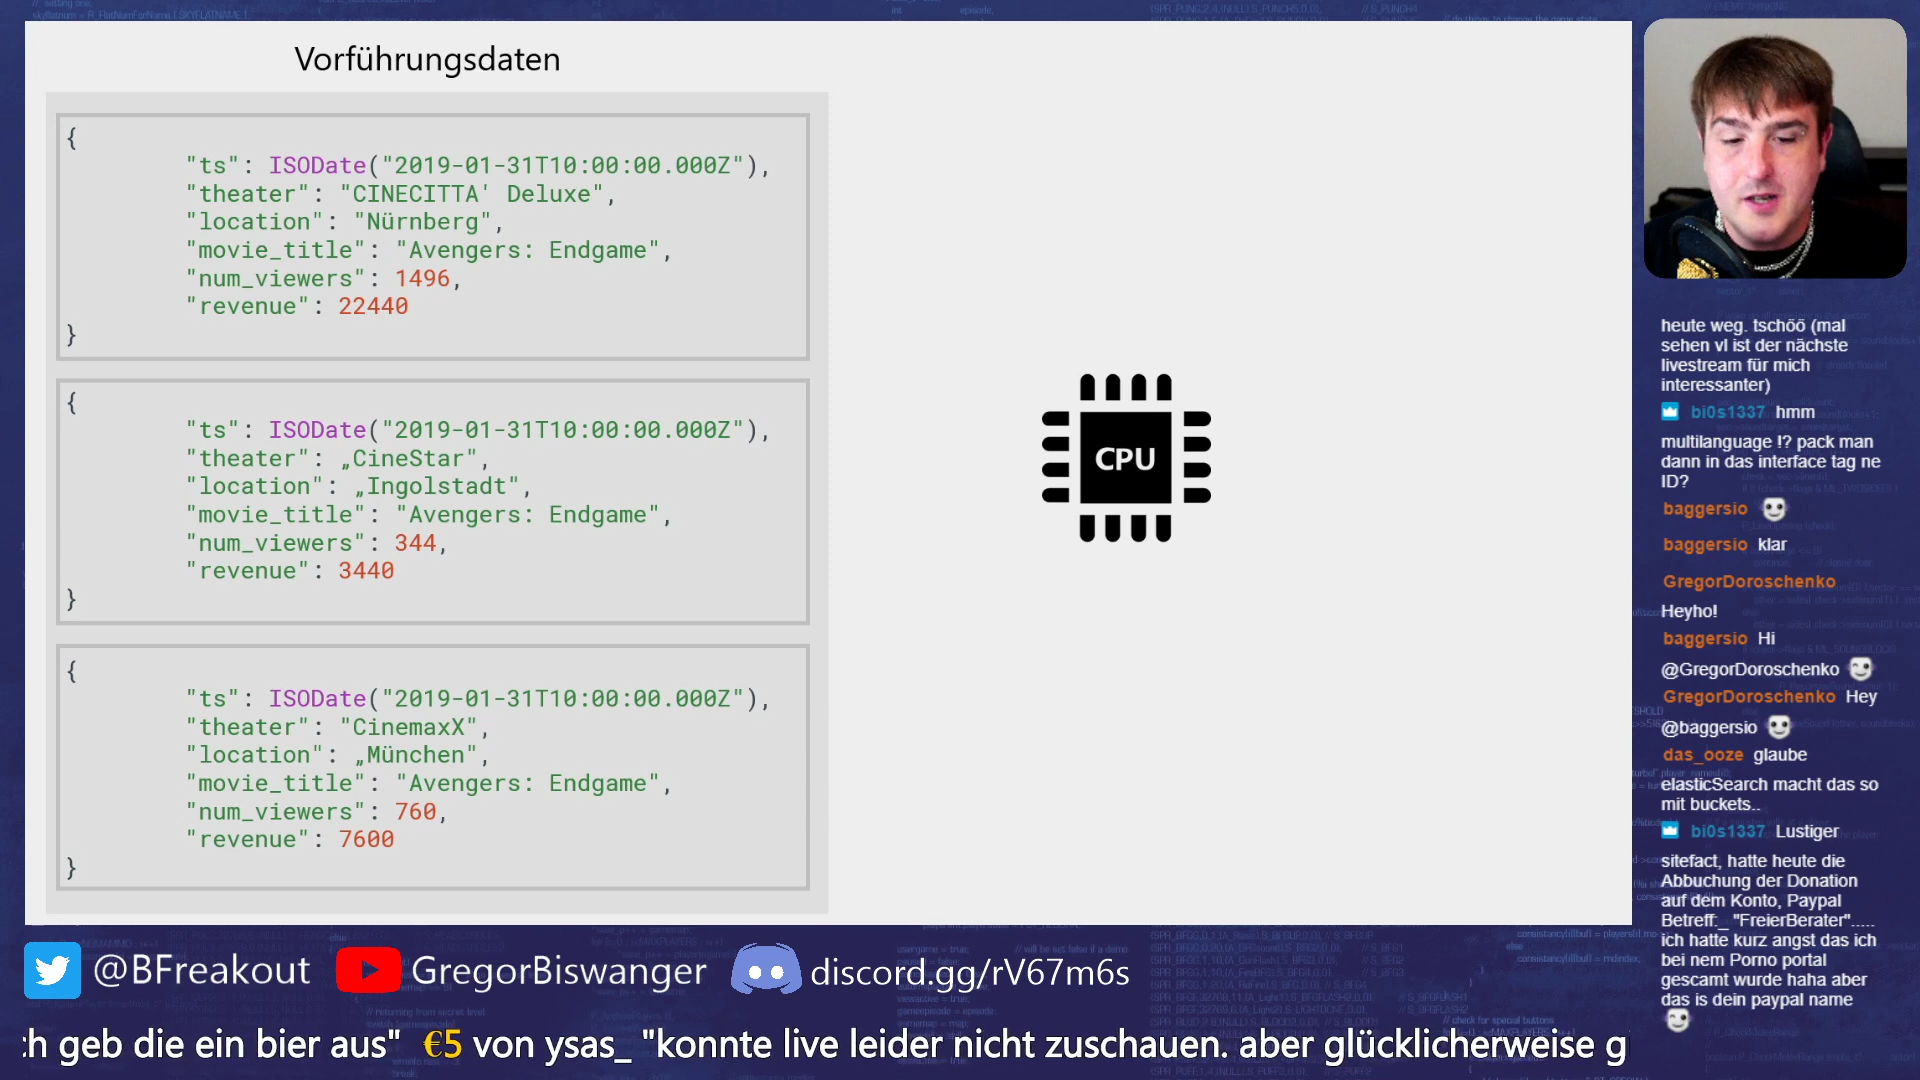 Vorführungsdaten
{
"ts": ISODate("2019-01-31T10:00:00.000Z"),
"theater": "CINECITTA' Deluxe",
"location": "Nürnberg",
"movie_title": "Avengers: Endgame",
"num_viewers": 1496,
"revenue": 22440
}
{
"ts": ISODate("2019-01-31T10:00:00.000Z"),
"theater": „CineStar",
"location": „Ingolstadt",
"movie_title": "Avengers: Endgame",
"num_viewers": 344,
"revenue": 3440
}
{
"ts": ISODate("2019-01-31T10:00:00.000Z"),
"theater": "CinemaxX",
"location": „München",
"movie_title": "Avengers: Endgame",
"num_viewers": 760,
"revenue": 7600
}
CPU
heute weg. tschöö (mal
sehen vl ist der nächste
livestream für mich
interessanter)
bi0s1337 hmm
multilanguage !? pack man
dann in das interface tag ne
ID?
baggersio
baggersio klar
GregorDoroschenko
Heyho!
baggersio Hi
@GregorDoroschenko
GregorDoroschenko Hey
@baggersio
das_ooze glaube
elasticSearch macht das so
mit buckets..
bi0s1337 Lustiger
sitefact, hatte heute die
Abbuchung der Donation
auf dem Konto, Paypal
Betreff:_ "FreierBerater".....
ich hatte kurz angst das ich
bei nem Porno portal
gescamt wurde haha aber
das is dein paypal name
@BFreakout GregorBiswanger discord.gg/rV67m6s
h geb die ein bier aus" €5 von ysas_ "konnte live leider nicht zuschauen. aber glücklicherweise g